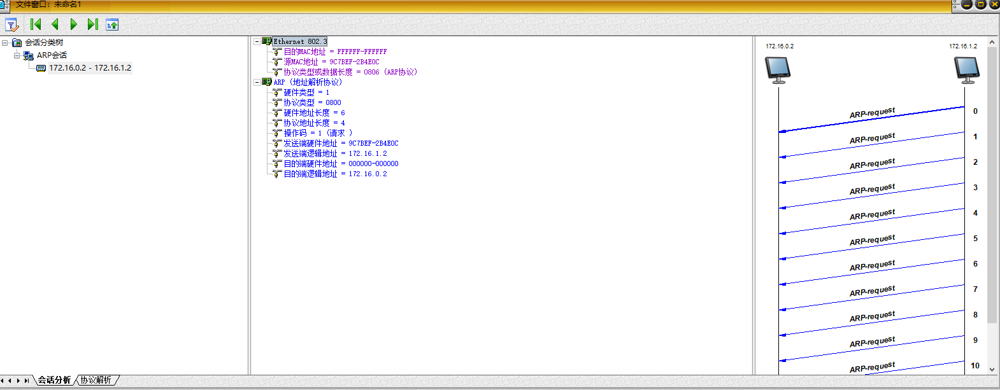 文件窗口：未命名1
会话分类树
ARP会话
172.16.0.2 - 172.16.1.2
Ethernet 802.3
目的MAC地址 = FFFFFF-FFFFFF
源MAC地址 = 9C7BEF-2B4E0C
协议类型或数据长度 = 0806 (ARP协议)
ARP (地址解析协议)
硬件类型 = 1
协议类型 = 0800
硬件地址长度 = 6
协议地址长度 = 4
操作码 = 1 (请求 )
发送端硬件地址 = 9C7BEF-2B4E0C
发送端逻辑地址 = 172.16.1.2
目的端硬件地址 = 000000-000000
目的端逻辑地址 = 172.16.0.2
172.16.0.2 172.16.1.2
ARP-request 0
ARP-request 1
ARP-request 2
ARP-request 3
ARP-request 4
ARP-request 5
ARP-request 6
ARP-request 7
ARP-request 8
ARP-request 9
ARP-request 10
会话分析 协议解析